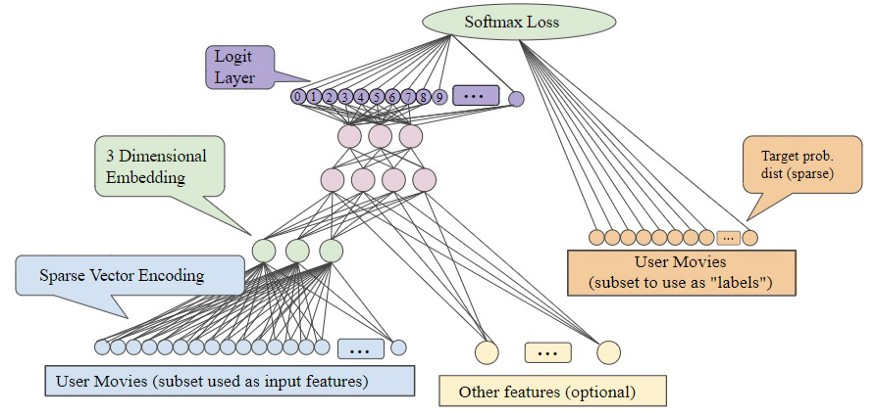 Softmax Loss
Logit
Layer
0 1 2 3 4 5 6 7 8 9 ...
3 Dimensional
Embedding
Target prob.
dist (sparse)
...
User Movies
(subset to use as "labels")
Sparse Vector Encoding
...
...
User Movies (subset used as input features)
Other features (optional)